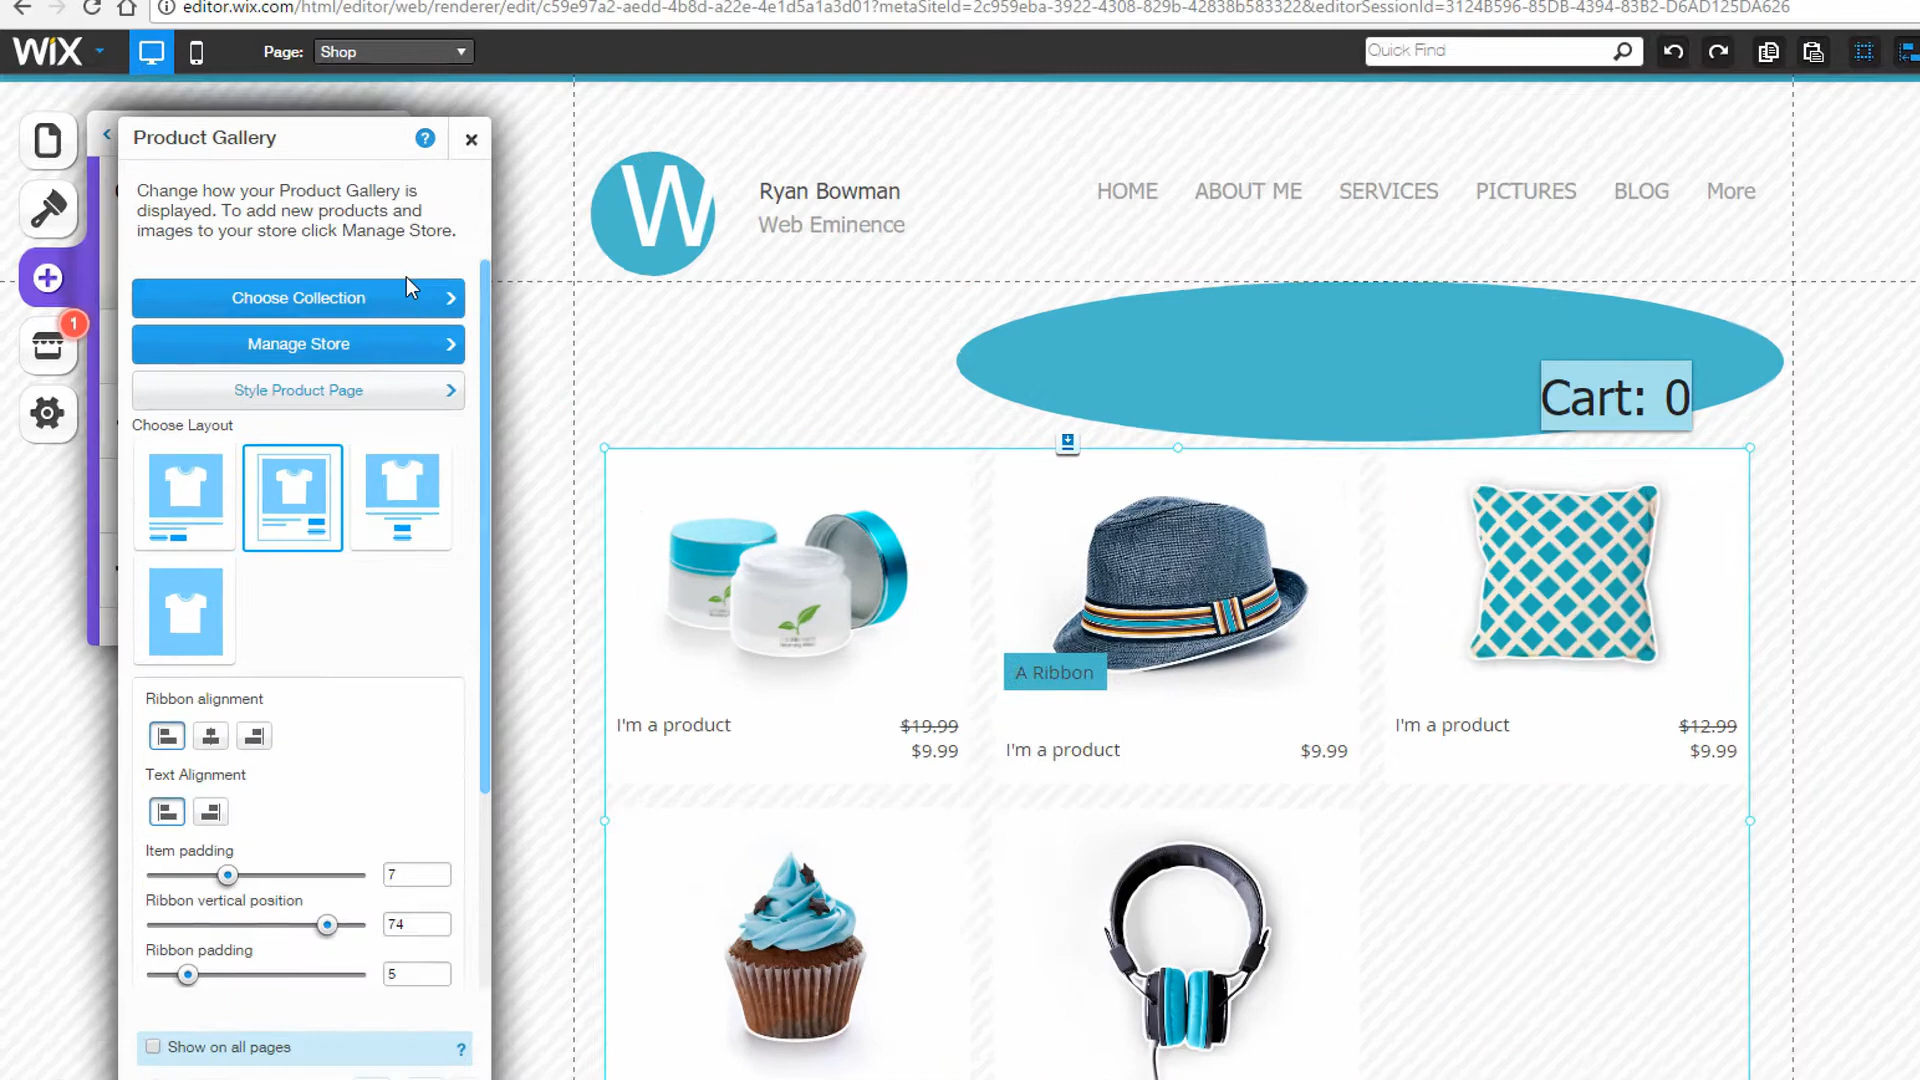 editor.wix.com/html/editor/web/renderer/edit/c59e97a2-aedd-4b8d-a22e-4e1d5a1a3d01?metaSiteId=2c959eba-3922-4308-829b-42838b583322&editorSessionId=3124B596-85DB-4394-83B2-D6AD125DA626
WiX
Page:
Shop
Quick Find
Product Gallery
?
Change how your Product Gallery is
displayed. To add new products and
images to your store click Manage Store.
Choose Collection
Manage Store
1
Style Product Page
Choose Layout
Ribbon alignment
Text Alignment
Item padding
7
Ribbon vertical position
74
Ribbon padding
5
Show on all pages
?
W
Ryan Bowman
Web Eminence
HOME ABOUT ME SERVICES PICTURES BLOG More
Cart: 0
A Ribbon
I'm a product
$19.99
$9.99
I'm a product
$9.99
I'm a product
$12.99
$9.99